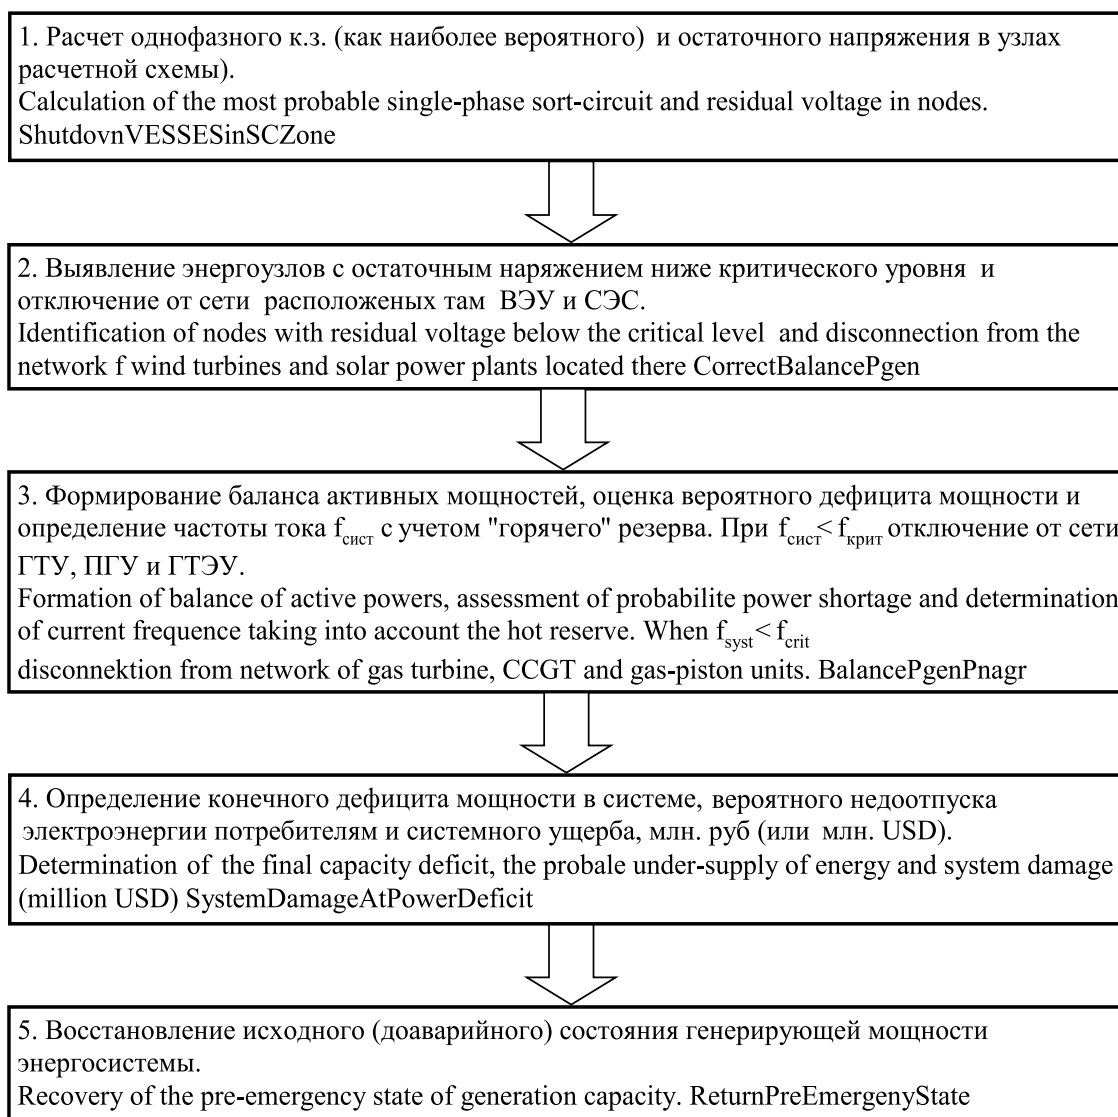 1. Расчет однофазного к.з. (как наиболее вероятного) и остаточного напряжения в узлах
расчетной схемы).
Calculation of the most probable single-phase sort-circuit and residual voltage in nodes.
ShutdovnVESSESinSCZone
2. Выявление энергоузлов с остаточным наряжением ниже критического уровня и
отключение от сети расположеных там ВЭУ и СЭС.
Identification of nodes with residual voltage below the critical level and disconnection from the
network f wind turbines and solar power plants located there CorrectBalancePgen
3. Формирование баланса активных мощностей, оценка вероятного дефицита мощности и
определение частоты тока fсист с учетом "горячего" резерва. При fсист< fкрит отключение от сети
ГТУ, ПГУ и ГТЭУ.
Formation of balance of active powers, assessment of probabilite power shortage and determination
of current frequence taking into account the hot reserve. When fsyst< fcrit
disconnektion from network of gas turbine, CCGT and gas-piston units. BalancePgenPnagr
4. Определение конечного дефицита мощности в системе, вероятного недоотпуска
электроэнергии потребителям и системного ущерба, млн. руб (или млн. USD).
Determination of the final capacity deficit, the probale under-supply of energy and system damage
(million USD) SystemDamageAtPowerDeficit
5. Восстановление исходного (доаварийного) состояния генерирующей мощности
энергосистемы.
Recovery of the pre-emergency state of generation capacity. ReturnPreEmergenyState